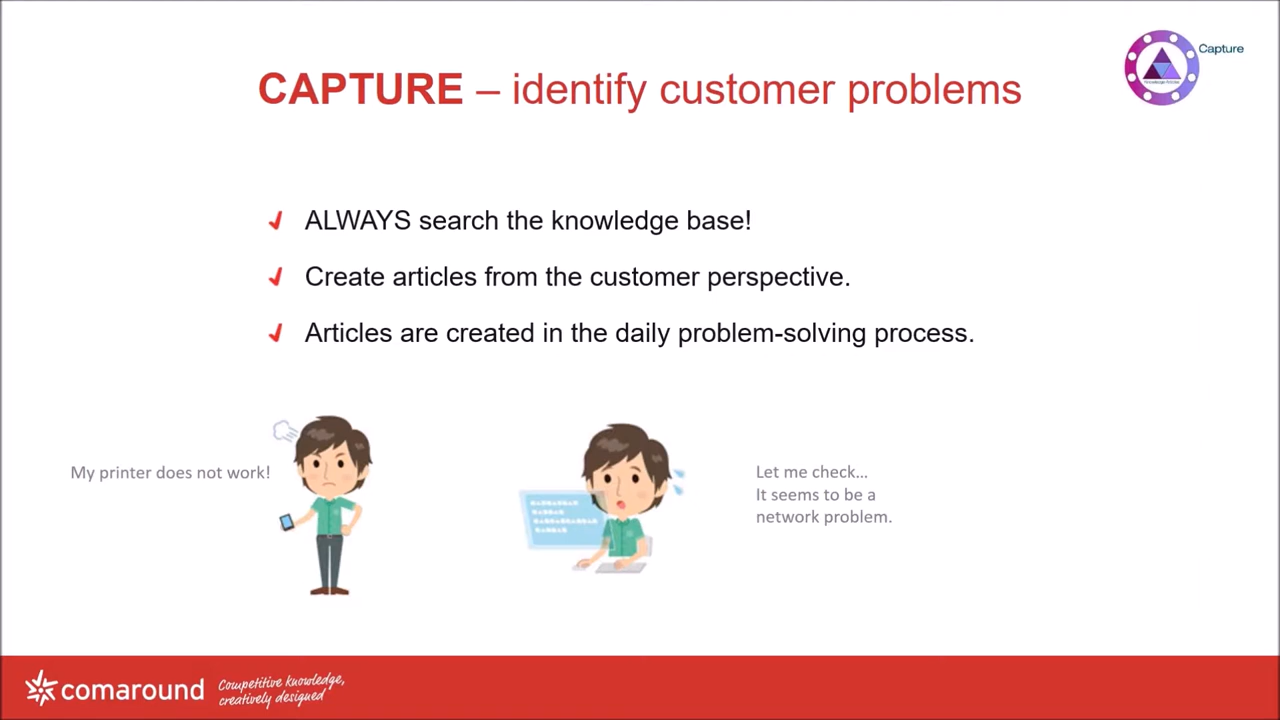 Capture
CAPTURE – identify customer problems
ALWAYS search the knowledge base!
Create articles from the customer perspective.
Articles are created in the daily problem-solving process.
My printer does not work!
Let me check...
It seems to be a
network problem.
comaround
Competitive knowledge,
creatively designed